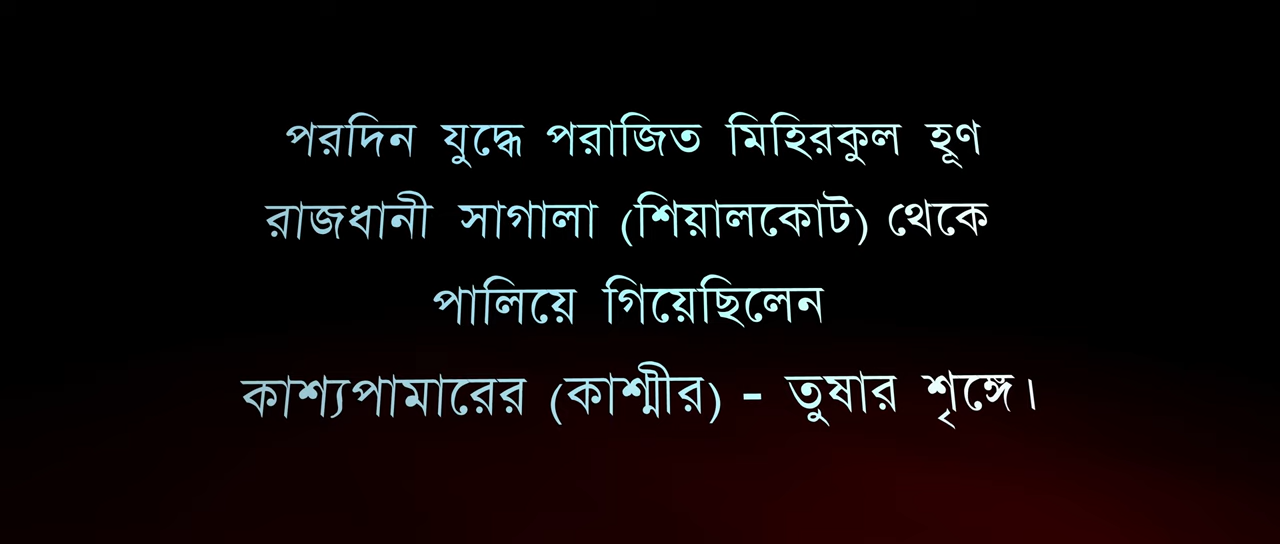 পরদিন যুদ্ধে পরাজিত মিহিরকুল হূণ
রাজধানী সাগালা (শিয়ালকোট) থেকে
পালিয়ে গিয়েছিলেন
কাশ্যপামারের (কাশ্মীর) - তুষার শৃঙ্গে।